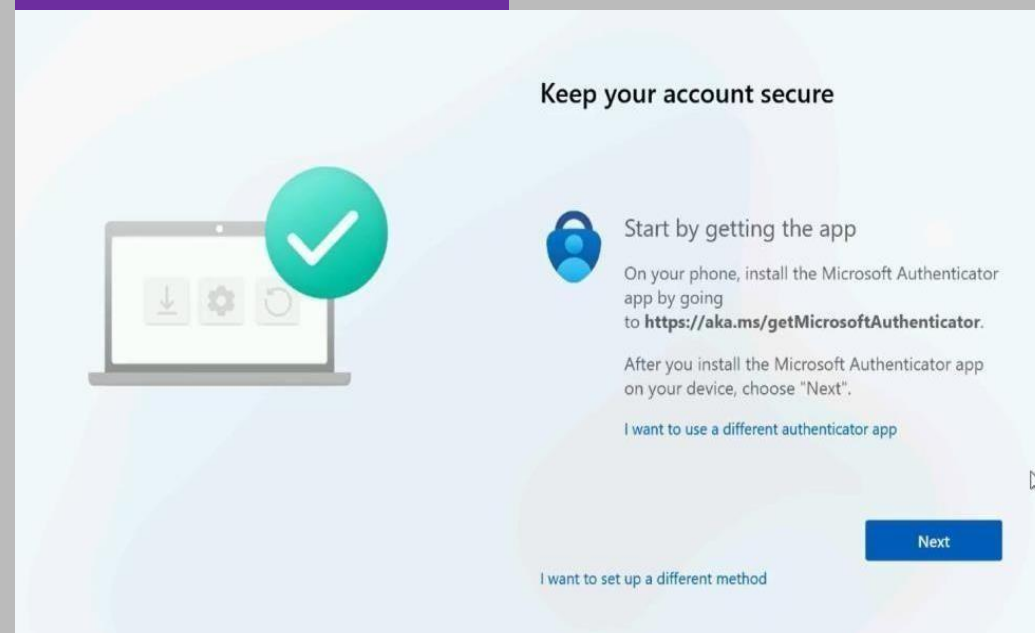 Keep your account secure
Start by getting the app
On your phone, install the Microsoft Authenticator
app by going
to https://aka.ms/getMicrosoftAuthenticator.
After you install the Microsoft Authenticator app
on your device, choose "Next".
I want to use a different authenticator app
Next
I want to set up a different method